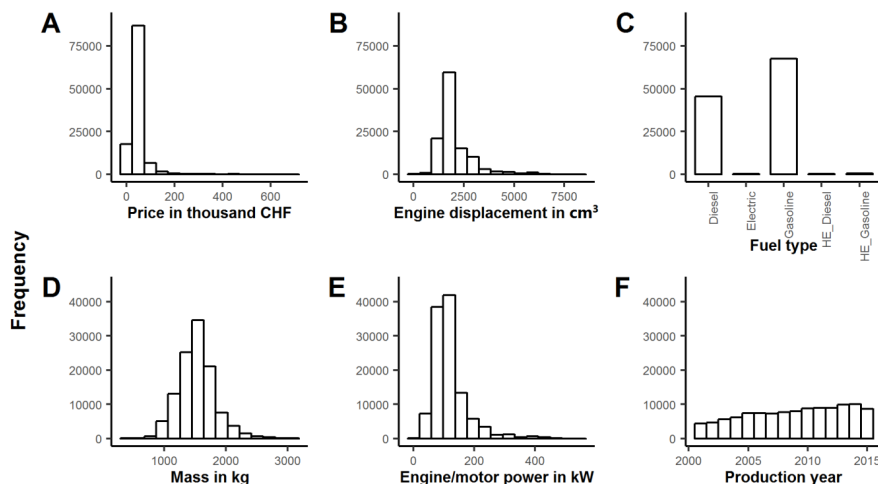 A
75000
50000
25000
0
0 200 400 600
Price in thousand CHF
B
75000
50000
25000
0
0 2500 5000 7500
Engine displacement in cm³
C
75000
50000
25000
0
Diesel
Electric
Gasoline
HE_Diesel
HE_Gasoline
Fuel type
Frequency
D
40000
30000
20000
10000
0
1000 2000 3000
Mass in kg
E
40000
30000
20000
10000
0
0 200 400
Engine/motor power in kW
F
40000
30000
20000
10000
0
2000 2005 2010 2015
Production year